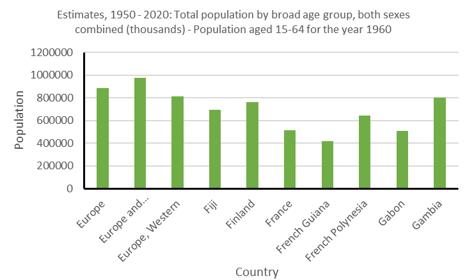 Estimates, 1950 - 2020: Total population by broad age group, both sexes
combined (thousands) - Population aged 15-64 for the year 1960
1200000
1000000
800000
600000
400000
200000
0
Population
Europe
Europe and...
Europe, Western
Fiji
Finland
France
French Guiana
French Polynesia
Gabon
Gambia
Country